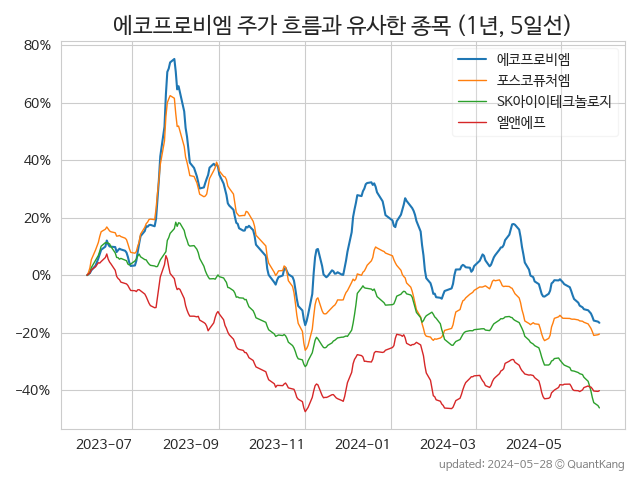 에코프로비엠 주가 흐름과 유사한 종목 (1년, 5일선)
에코프로비엠
포스코퓨처엠
SK아이이테크놀로지
엘앤에프
80%
60%
40%
20%
0%
−20%
−40%
2023-07
2023-09
2023-11
2024-01
2024-03
2024-05
updated: 2024-05-28 © QuantKang